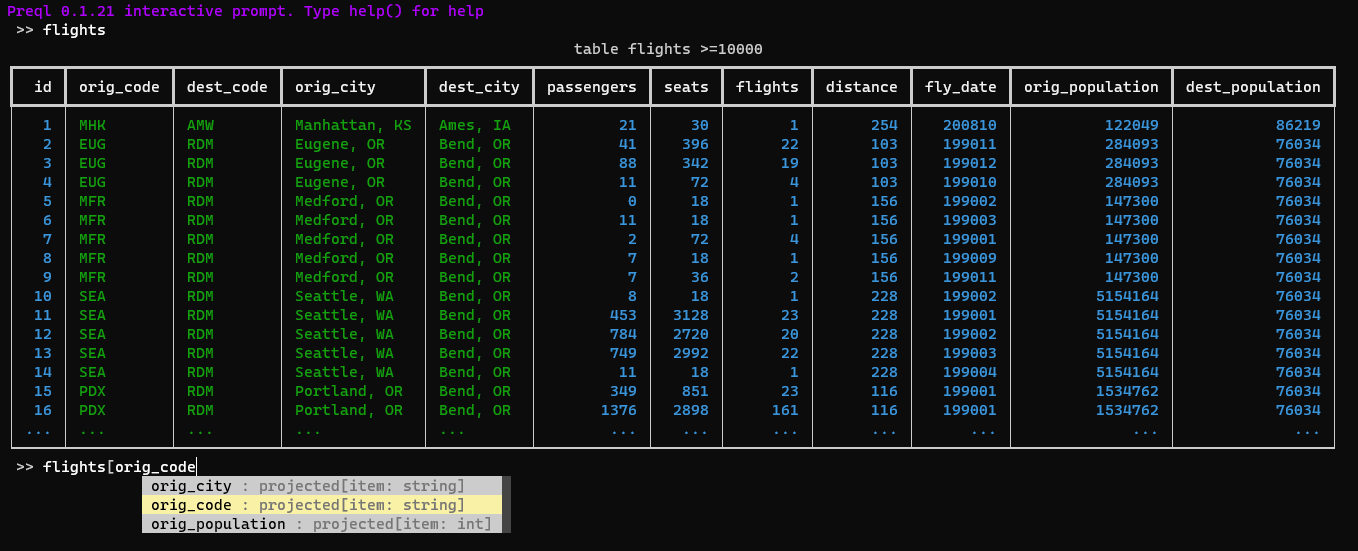 Preql 0.1.21 interactive prompt. Type help() for help
>> flights
table flights >=10000
id orig_code dest_code orig_city dest_city passengers seats flights distance fly_date orig_population dest_population
1 MHK AMW Manhattan, KS Ames, IA 21 30 1 254 200810 122049 86219
2 EUG RDM Eugene, OR Bend, OR 41 396 22 103 199011 284093 76034
3 EUG RDM Eugene, OR Bend, OR 88 342 19 103 199012 284093 76034
4 EUG RDM Eugene, OR Bend, OR 11 72 4 103 199010 284093 76034
5 MFR RDM Medford, OR Bend, OR 0 18 1 156 199002 147300 76034
6 MFR RDM Medford, OR Bend, OR 11 18 1 156 199003 147300 76034
7 MFR RDM Medford, OR Bend, OR 2 72 4 156 199001 147300 76034
8 MFR RDM Medford, OR Bend, OR 7 18 1 156 199009 147300 76034
9 MFR RDM Medford, OR Bend, OR 7 36 2 156 199011 147300 76034
10 SEA RDM Seattle, WA Bend, OR 8 18 1 228 199002 5154164 76034
11 SEA RDM Seattle, WA Bend, OR 453 3128 23 228 199001 5154164 76034
12 SEA RDM Seattle, WA Bend, OR 784 2720 20 228 199002 5154164 76034
13 SEA RDM Seattle, WA Bend, OR 749 2992 22 228 199003 5154164 76034
14 SEA RDM Seattle, WA Bend, OR 11 18 1 228 199004 5154164 76034
15 PDX RDM Portland, OR Bend, OR 349 851 23 116 199001 1534762 76034
16 PDX RDM Portland, OR Bend, OR 1376 2898 161 116 199001 1534762 76034
... ... ... ... ... ... ... ... ... ... ... ...
>> flights[orig_code
orig_city : projected[item: string]
orig_code : projected[item: string]
orig_population : projected[item: int]